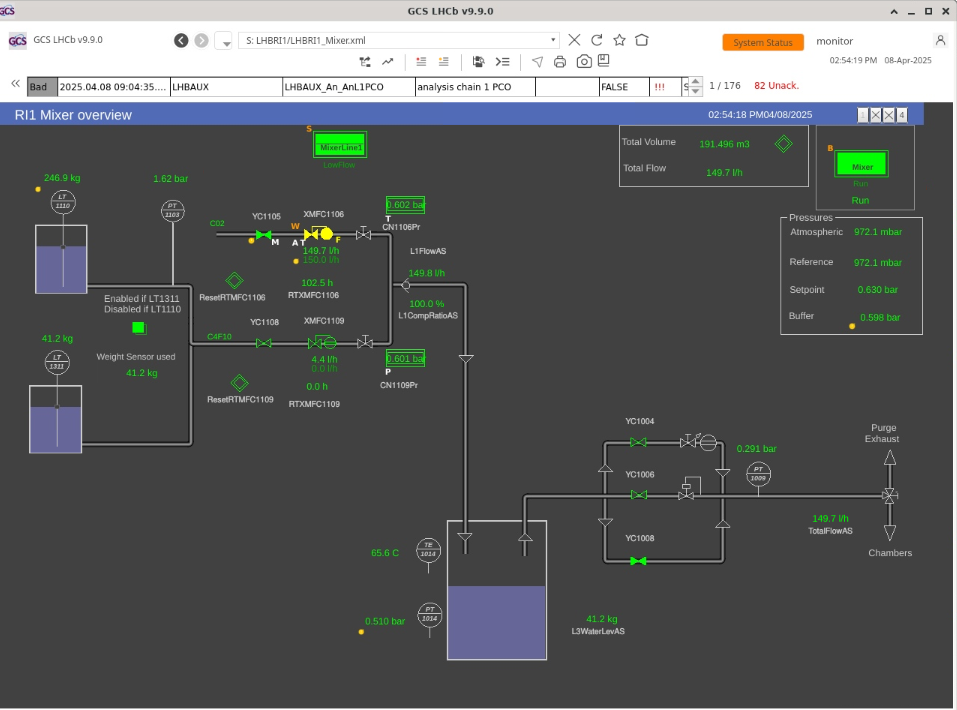 GCS LHCb v9.9.0
GCS
GCS GCS LHCb v9.9.0
S: LHBRI1/LHBRI1_Mixer.xml
System Status
monitor
02:54:19 PM 08-Apr-2025
Bad 2025.04.08 09:04:35.... LHBAUX LHBAUX_An_AnL1PCO analysis chain 1 PCO FALSE !!! 1 / 176 82 Unack.
RI1 Mixer overview
02:54:18 PM04/08/2025
1 4
S
MixerLine1
LowFlow
Total Volume 191.496 m3
Total Flow 149.7 l/h
B
Mixer
Run
Run
246.9 kg
LT
1110
1.62 bar
PT
1103
C02
YC1105
M
W
XMFC1106
A T
F
149.7 l/h
150.0 l/h
0.602 ba
T
CN1106Pr
L1FlowAS
149.8 l/h
ResetRTMFC1106
102.5 h
RTXMFC1106
100.0 %
L1CompRatioAS
Pressures
Atmospheric 972.1 mbar
Reference 972.1 mbar
Setpoint 0.630 bar
Buffer 0.598 bar
Enabled if LT1311
Disabled if LT1110
Weight Sensor used
41.2 kg
41.2 kg
LT
1311
C4F10
YC1108
XMFC1109
4.4 l/h
0.0 l/h
0.601 ba
P
CN1109Pr
ResetRTMFC1109
0.0 h
RTXMFC1109
YC1004
YC1006
YC1008
0.291 bar
PT
1009
Purge
Exhaust
149.7 l/h
TotalFlowAS
Chambers
65.6 C
TE
1014
0.510 bar
PT
1014
41.2 kg
L3WaterLevAS